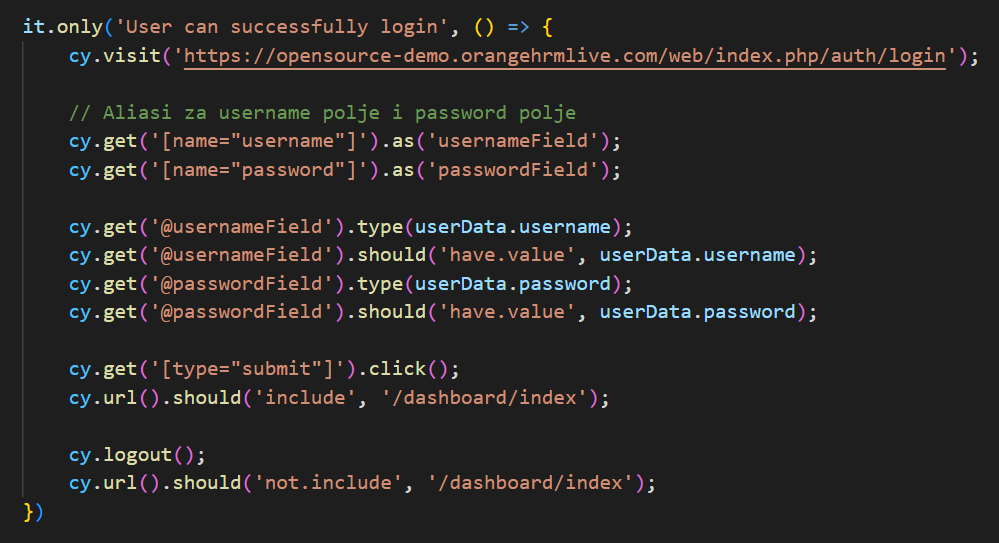 it.only('User can successfully login', () => {
cy.visit('https://opensource-demo.orangehrmlive.com/web/index.php/auth/login');
// Aliasi za username polje i password polje
cy.get('[name="username"]').as('usernameField');
cy.get('[name="password"]').as('passwordField');
cy.get('@usernameField').type(userData.username);
cy.get('@usernameField').should('have.value', userData.username);
cy.get('@passwordField').type(userData.password);
cy.get('@passwordField').should('have.value', userData.password);
cy.get('[type="submit"]').click();
cy.url().should('include', '/dashboard/index');
cy.logout();
cy.url().should('not.include', '/dashboard/index');
})